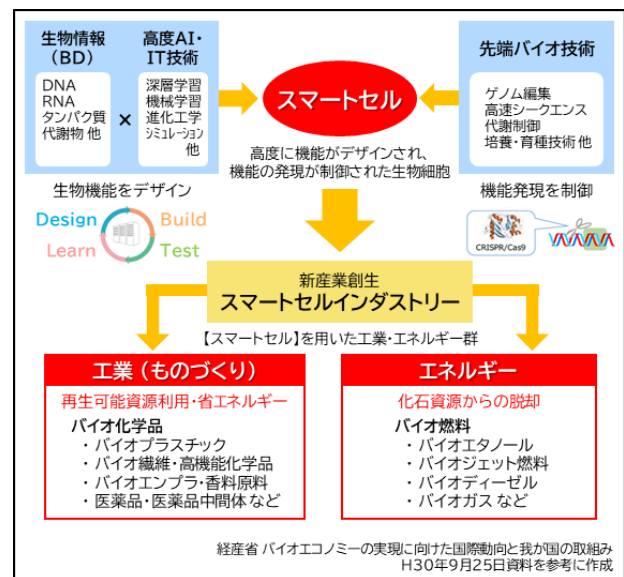 生物情報
(BD)
DNA
RNA
タンパク質
代謝物 他
×
高度AI・
IT技術
深層学習
機械学習
進化工学
シミュレーション
他
スマートセル
先端バイオ技術
ゲノム編集
高速シークエンス
代謝制御
培養・育種技術 他
高度に機能がデザインされ、
機能の発現が制御された生物細胞
生物機能をデザイン
Design
Build
Learn
Test
機能発現を制御
CRISPR/Cas9
新産業創生
スマートセルインダストリー
【スマートセル】を用いた工業・エネルギー群
工業(ものづくり)
再生可能資源利用・省エネルギー
バイオ化学品
・バイオプラスチック
・バイオ繊維・高機能化学品
・バイオエンプラ・香料原料
・医薬品・医薬品中間体 など
エネルギー
化石資源からの脱却
バイオ燃料
・バイオエタノール
・バイオジェット燃料
・バイオディーゼル
・バイオガス など
経産省 バイオエコノミーの実現に向けた国際動向と我が国の取組み
H30年9月25日資料を参考に作成